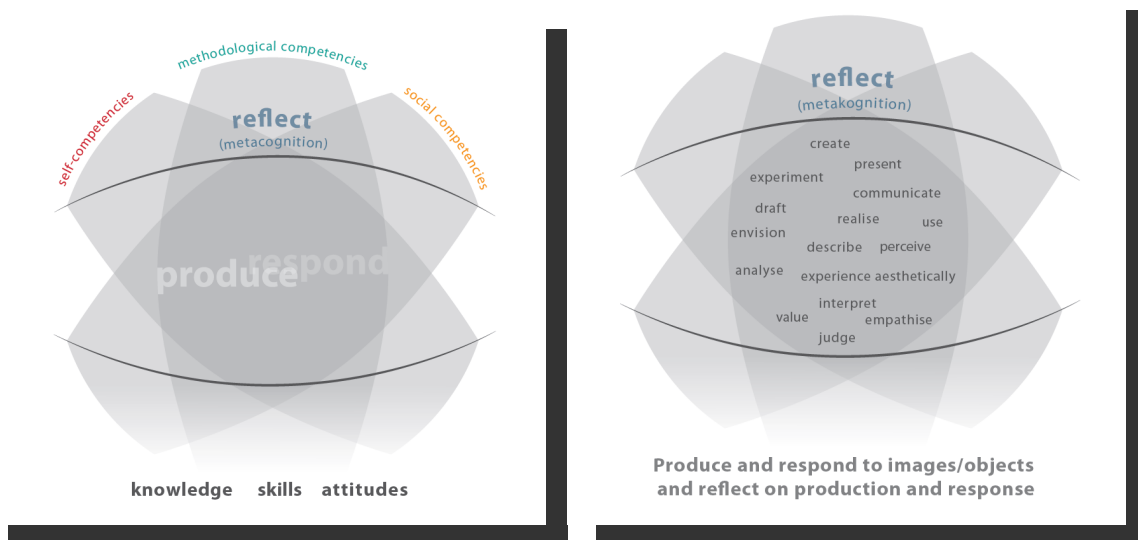 methodological competencies
self-competencies
social competencies
reflect
(metacognition)
respond
produce
knowledge skills attitudes
reflect
(metakognition)
create
present
experiment
communicate
draft
realise
use
envision
describe
perceive
analyse
experience aesthetically
interpret
value
empathise
judge
Produce and respond to images/objects
and reflect on production and response